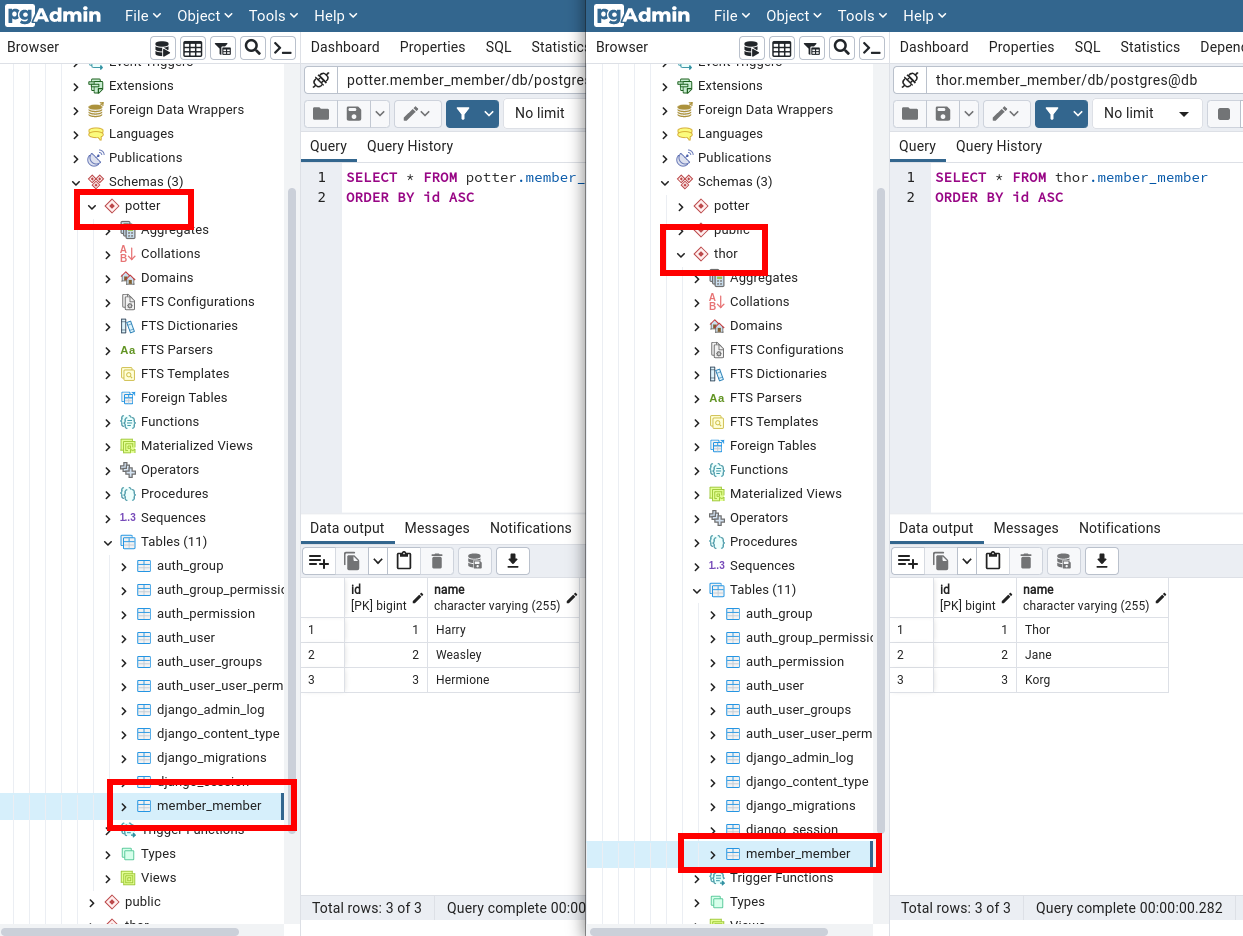 pgAdmin File Object Tools Help
Browser
Dashboard Properties SQL Statistics
Event Triggers
Extensions
Foreign Data Wrappers
Languages
Publications
Schemas (3)
potter
Aggregates
Collations
Domains
FTS Configurations
FTS Dictionaries
Aa FTS Parsers
FTS Templates
Foreign Tables
Functions
Materialized Views
Operators
Procedures
1..3 Sequences
Tables (11)
auth_group
auth_group_permissic
auth_permission
auth_user
auth_user_groups
auth_user_user_perm
django_admin_log
django_content_type
django_migrations
django_session
member_member
Trigger Functions
Types
Views
public
thor
potter.member_member/db/postgres
No limit
Query Query History
1 SELECT * FROM potter.member_
2 ORDER BY id ASC
Data output Messages Notifications
id name
[PK] bigint character varying (255)
1 1 Harry
2 2 Weasley
3 3 Hermione
Total rows: 3 of 3 Query complete 00:00
pgAdmin File Object Tools Help
Browser
Dashboard Properties SQL Statistics Depen
Event Triggers
Extensions
Foreign Data Wrappers
Languages
Publications
Schemas (3)
potter
public
thor
Aggregates
Collations
Domains
FTS Configurations
FTS Dictionaries
Aa FTS Parsers
FTS Templates
Foreign Tables
Functions
Materialized Views
Operators
Procedures
1..3 Sequences
Tables (11)
auth_group
auth_group_permissic
auth_permission
auth_user
auth_user_groups
auth_user_user_perm
django_admin_log
django_content_type
django_migrations
django_session
member_member
Trigger Functions
Types
Views
thor.member_member/db/postgres@db
No limit
Query Query History
1 SELECT * FROM thor.member_member
2 ORDER BY id ASC
Data output Messages Notifications
id name
[PK] bigint character varying (255)
1 1 Thor
2 2 Jane
3 3 Korg
Total rows: 3 of 3 Query complete 00:00:00.282